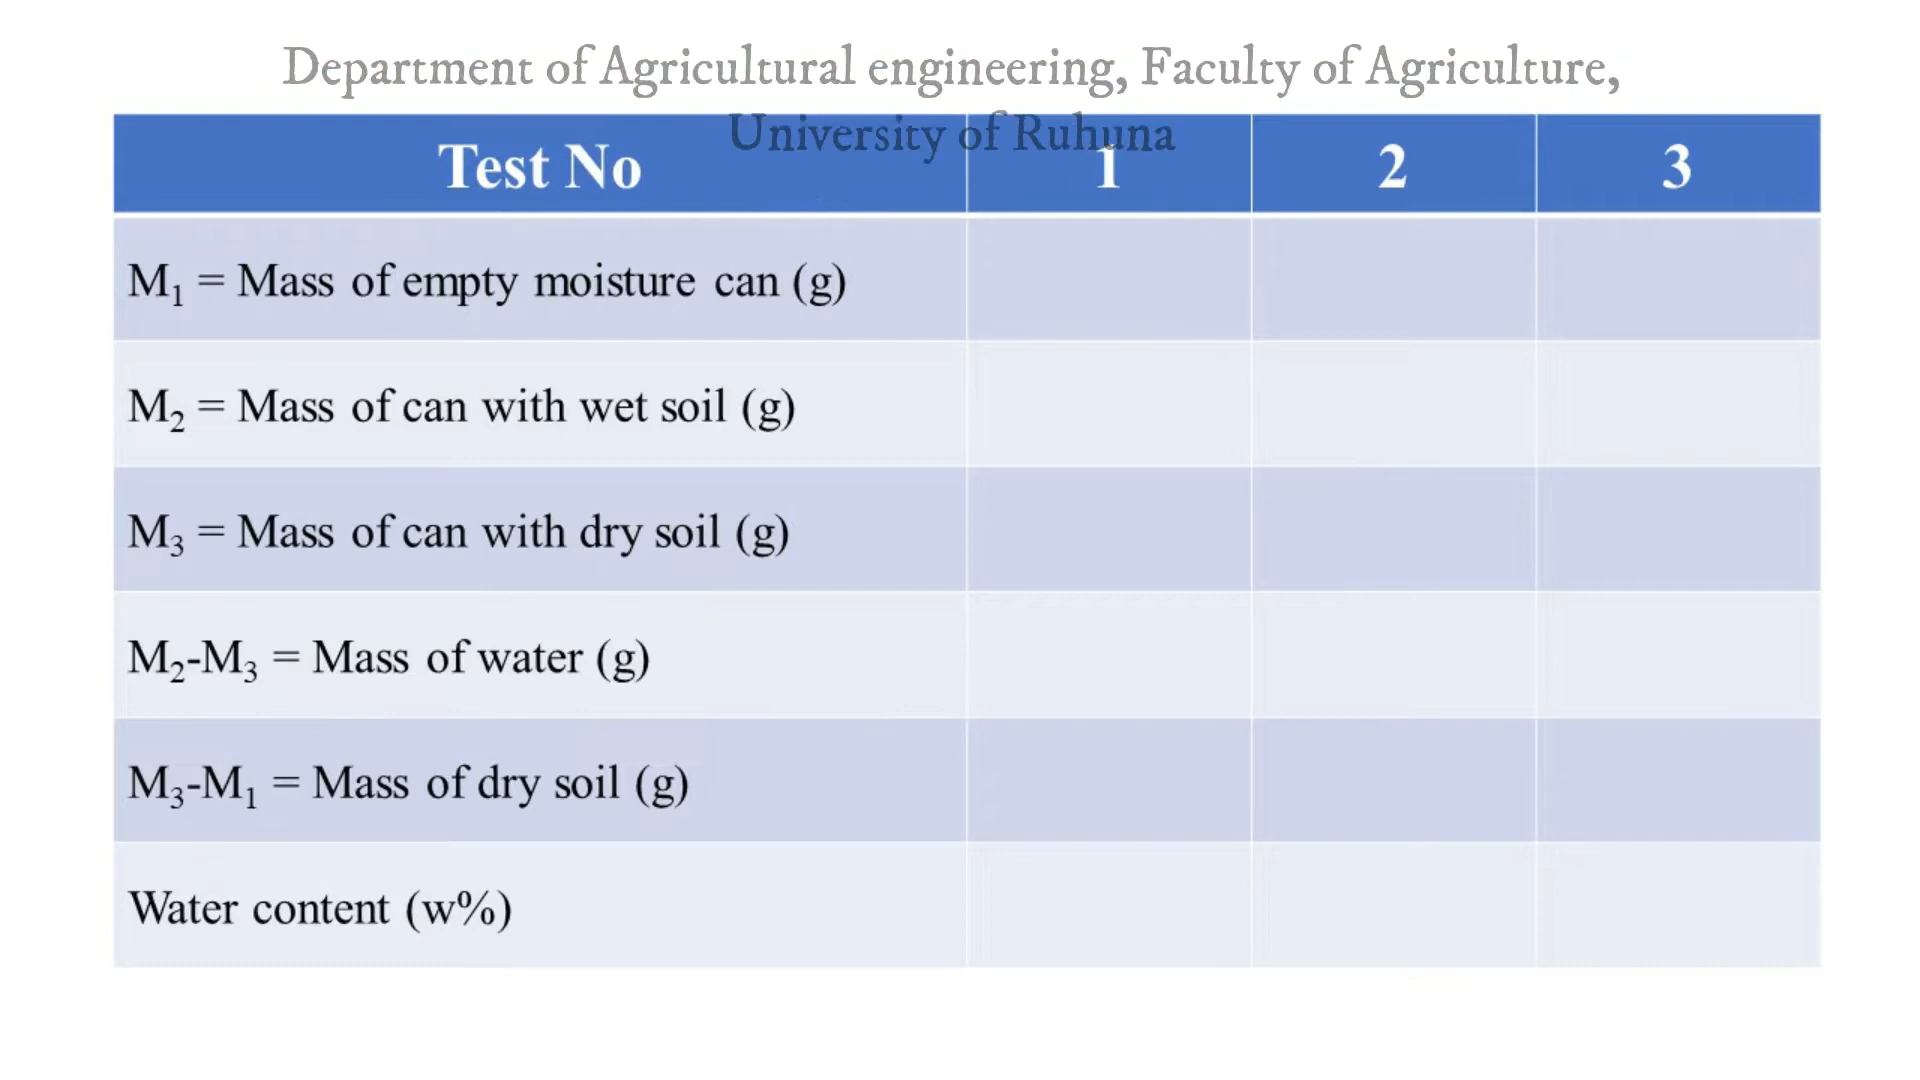 Department of Agricultural engineering, Faculty of Agriculture,
University of Ruhuna
Test No 1 2 3
M₁ = Mass of empty moisture can (g)
M₂ = Mass of can with wet soil (g)
M₃ = Mass of can with dry soil (g)
M₂-M₃ = Mass of water (g)
M₃-M₁ = Mass of dry soil (g)
Water content (w%)